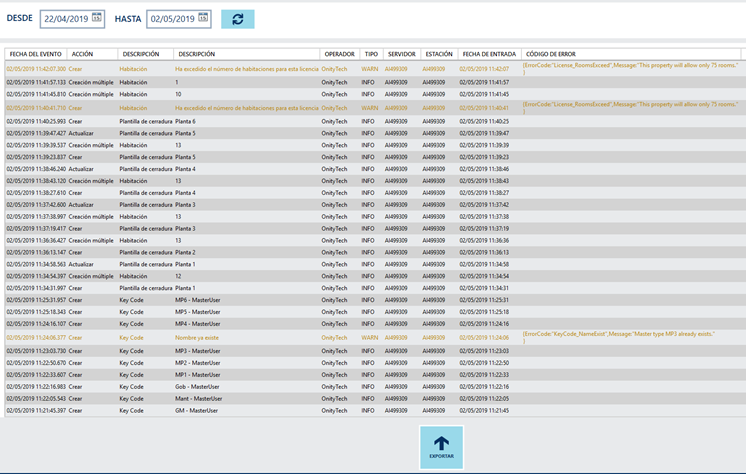 DESDE 22/04/2019 HASTA 02/05/2019
FECHA DEL EVENTO ACCIÓN DESCRIPCIÓN DESCRIPCIÓN OPERADOR TIPO SERVIDOR ESTACIÓN FECHA DE ENTRADA CÓDIGO DE ERROR
02/05/2019 11:42:07.300 Crear Habitación Ha escedido el número de habitaciones para esta licencia OnityTech WARN AI499309 AI499309 02/05/2019 11:42:07 {ErrorCode:"License_RoomsExceed",Message:"This property will allow only 75 rooms."
}
02/05/2019 11:41:57.133 Creación múltiple Habitación 1 OnityTech INFO AI499309 AI499309 02/05/2019 11:41:57
02/05/2019 11:41:45.810 Creación múltiple Habitación 10 OnityTech INFO AI499309 AI499309 02/05/2019 11:41:45
02/05/2019 11:40:41.710 Crear Habitación Ha escedido el número de habitaciones para esta licencia OnityTech WARN AI499309 AI499309 02/05/2019 11:40:41 {ErrorCode:"License_RoomsExceed",Message:"This property will allow only 75 rooms."
}
02/05/2019 11:40:25.993 Crear Plantilla de cerradura Planta 6 OnityTech INFO AI499309 AI499309 02/05/2019 11:40:25
02/05/2019 11:39:47.427 Actualizar Plantilla de cerradura Planta 5 OnityTech INFO AI499309 AI499309 02/05/2019 11:39:47
02/05/2019 11:39:39.537 Creación múltiple Habitación 13 OnityTech INFO AI499309 AI499309 02/05/2019 11:39:39
02/05/2019 11:39:23.837 Crear Plantilla de cerradura Planta 5 OnityTech INFO AI499309 AI499309 02/05/2019 11:39:23
02/05/2019 11:38:46.240 Actualizar Plantilla de cerradura Planta 4 OnityTech INFO AI499309 AI499309 02/05/2019 11:38:46
02/05/2019 11:38:43.120 Creación múltiple Habitación 13 OnityTech INFO AI499309 AI499309 02/05/2019 11:38:43
02/05/2019 11:38:27.610 Crear Plantilla de cerradura Planta 4 OnityTech INFO AI499309 AI499309 02/05/2019 11:38:27
02/05/2019 11:37:42.600 Actualizar Plantilla de cerradura Planta 3 OnityTech INFO AI499309 AI499309 02/05/2019 11:37:42
02/05/2019 11:37:38.997 Creación múltiple Habitación 13 OnityTech INFO AI499309 AI499309 02/05/2019 11:37:38
02/05/2019 11:37:19.417 Crear Plantilla de cerradura Planta 3 OnityTech INFO AI499309 AI499309 02/05/2019 11:37:19
02/05/2019 11:36:36.427 Creación múltiple Habitación 13 OnityTech INFO AI499309 AI499309 02/05/2019 11:36:36
02/05/2019 11:36:13.147 Crear Plantilla de cerradura Planta 2 OnityTech INFO AI499309 AI499309 02/05/2019 11:36:13
02/05/2019 11:34:58.563 Actualizar Plantilla de cerradura Planta 1 OnityTech INFO AI499309 AI499309 02/05/2019 11:34:58
02/05/2019 11:34:54.397 Creación múltiple Habitación 12 OnityTech INFO AI499309 AI499309 02/05/2019 11:34:54
02/05/2019 11:34:31.997 Crear Plantilla de cerradura Planta 1 OnityTech INFO AI499309 AI499309 02/05/2019 11:34:31
02/05/2019 11:25:31.957 Crear Key Code MP6 - MasterUser OnityTech INFO AI499309 AI499309 02/05/2019 11:25:31
02/05/2019 11:25:18.343 Crear Key Code MP5 - MasterUser OnityTech INFO AI499309 AI499309 02/05/2019 11:25:18
02/05/2019 11:24:16.107 Crear Key Code MP4 - MasterUser OnityTech INFO AI499309 AI499309 02/05/2019 11:24:16
02/05/2019 11:24:06.377 Crear Key Code Nombre ya existe OnityTech WARN AI499309 AI499309 02/05/2019 11:24:06 {ErrorCode:"KeyCode_NameExist",Message:"Master type MP3 already exists."
}
02/05/2019 11:23:03.730 Crear Key Code MP3 - MasterUser OnityTech INFO AI499309 AI499309 02/05/2019 11:23:03
02/05/2019 11:22:50.670 Crear Key Code MP2 - MasterUser OnityTech INFO AI499309 AI499309 02/05/2019 11:22:50
02/05/2019 11:22:33.607 Crear Key Code MP1 - MasterUser OnityTech INFO AI499309 AI499309 02/05/2019 11:22:33
02/05/2019 11:22:16.983 Crear Key Code Gob - MasterUser OnityTech INFO AI499309 AI499309 02/05/2019 11:22:16
02/05/2019 11:22:05.543 Crear Key Code Mant - MasterUser OnityTech INFO AI499309 AI499309 02/05/2019 11:22:05
02/05/2019 11:21:45.397 Crear Key Code GM - MasterUser OnityTech INFO AI499309 AI499309 02/05/2019 11:21:45
EXPORTAR